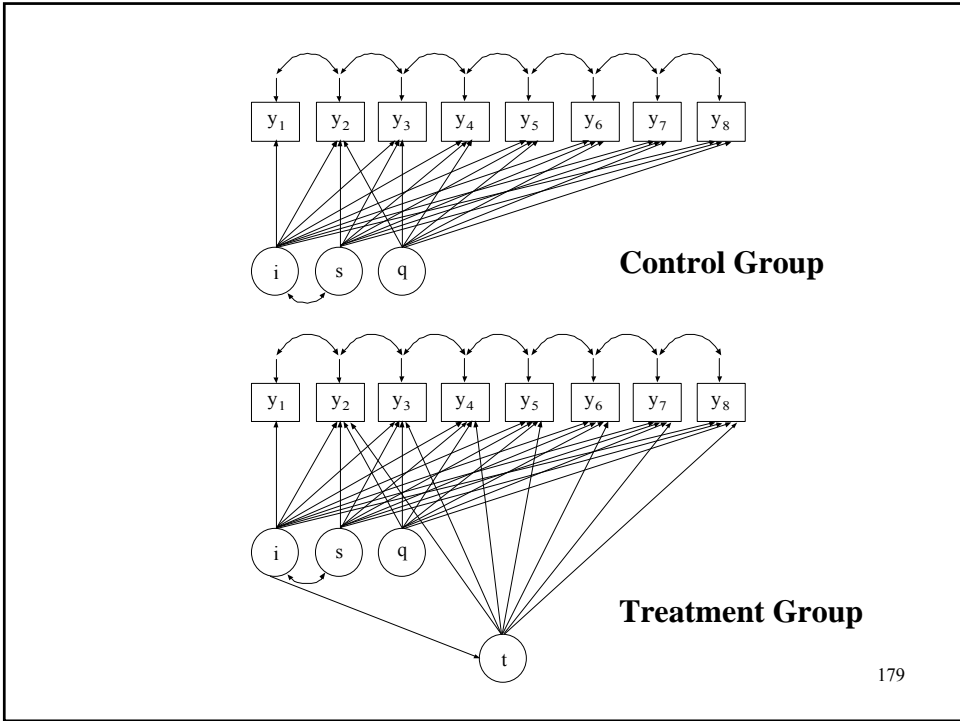 y₁ y₂ y₃ y₄ y₅ y₆ y₇ y₈
i s q
Control Group
y₁ y₂ y₃ y₄ y₅ y₆ y₇ y₈
i s q
Treatment Group
t
179